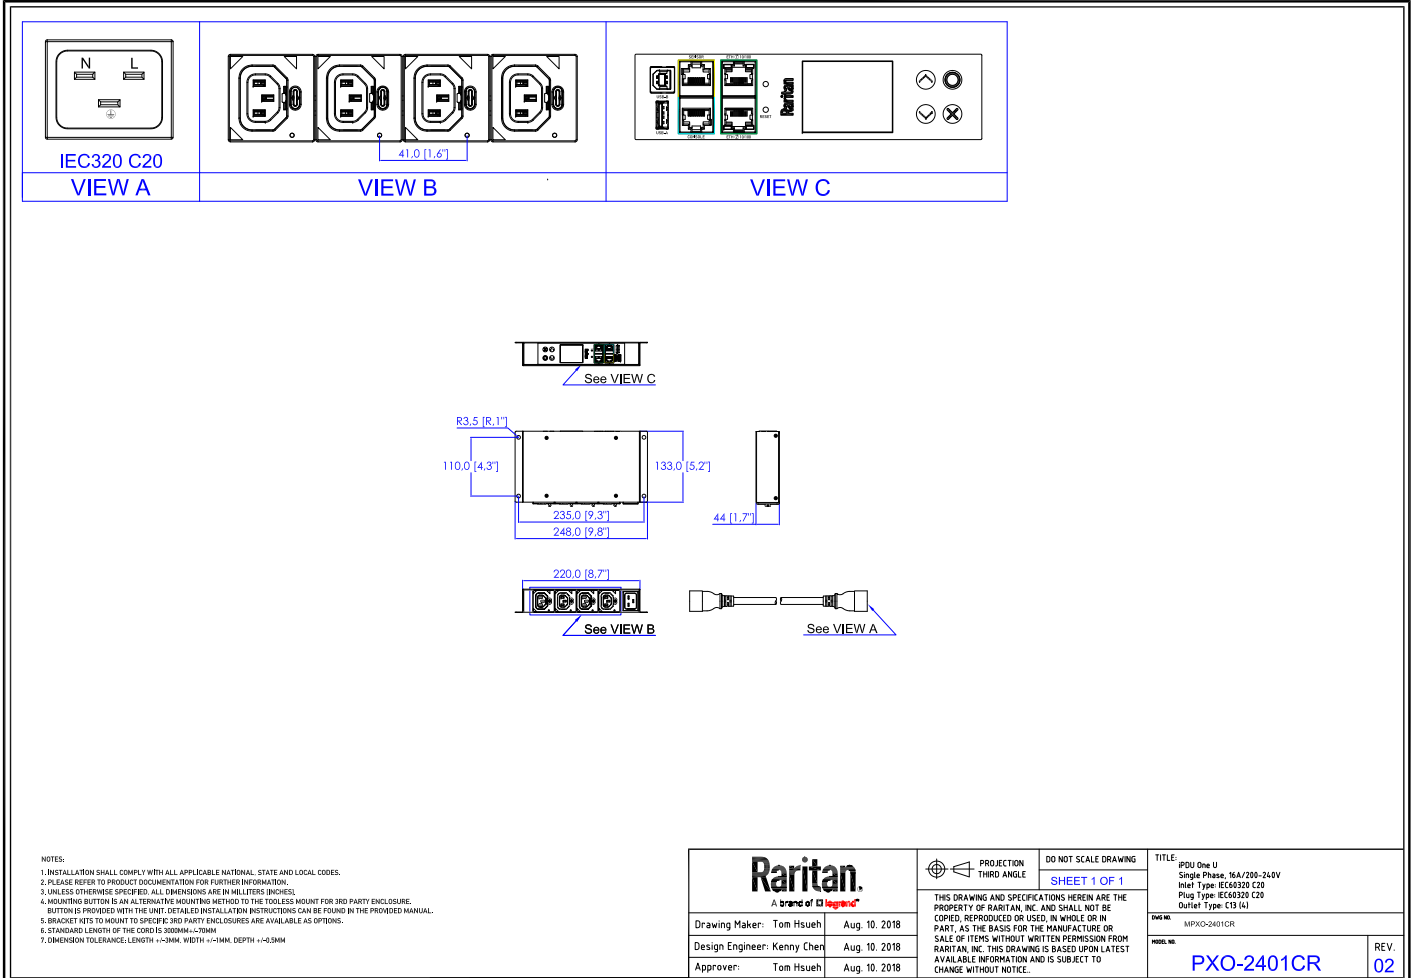 N L
IEC320 C20
VIEW A
41,0 [1,6"]
VIEW B
SENSOR
ETH (2) 10/100
USB-B
USB-A
CONSOLE
RESET
Raritan
VIEW C
See VIEW C
R3,5 [R,1"]
110,0 [4,3"]
133,0 [5,2"]
235,0 [9,3"]
248,0 [9,8"]
44 [1,7"]
220,0 [8,7"]
See VIEW B
See VIEW A
NOTES:
1. INSTALLATION SHALL COMPLY WITH ALL APPLICABLE NATIONAL. STATE AND LOCAL CODES.
2. PLEASE REFER TO PRODUCT DOCUMENTATION FOR FURTHER INFORMATION.
3. UNLESS OTHERWISE SPECIFIED. ALL DIMENSIONS ARE IN MILLITERS [INCHES].
4. MOUNTING BUTTON IS AN ALTERNATIVE MOUNTING METHOD TO THE TOOLESS MOUNT FOR 3RD PARTY ENCLOSURE.
BUTTON IS PROVIDED WITH THE UNIT. DETAILED INSTALLATION INSTRUCTIONS CAN BE FOUND IN THE PROVIDED MANUAL.
5. BRACKET KITS TO MOUNT TO SPECIFIC 3RD PARTY ENCLOSURES ARE AVAILABLE AS OPTIONS.
6. STANDARD LENGTH OF THE CORD IS 3000MM+/-70MM
7. DIMENSION TOLERANCE: LENGTH +/-3MM. WIDTH +/-1MM. DEPTH +/-0.5MM
Raritan.
A brand of legrand
Drawing Maker: Tom Hsueh Aug. 10. 2018
Design Engineer: Kenny Chen Aug. 10. 2018
Approver: Tom Hsueh Aug. 10. 2018
PROJECTION
THIRD ANGLE
DO NOT SCALE DRAWING
SHEET 1 OF 1
THIS DRAWING AND SPECIFICATIONS HEREIN ARE THE
PROPERTY OF RARITAN, INC. AND SHALL NOT BE
COPIED, REPRODUCED OR USED, IN WHOLE OR IN
PART, AS THE BASIS FOR THE MANUFACTURE OR
SALE OF ITEMS WITHOUT WRITTEN PERMISSION FROM
RARITAN, INC. THIS DRAWING IS BASED UPON LATEST
AVAILABLE INFORMATION AND IS SUBJECT TO
CHANGE WITHOUT NOTICE..
TITLE:
iPDU One U
Single Phase, 16A/200-240V
Inlet Type: IEC60320 C20
Plug Type: IEC60320 C20
Outlet Type: C13 (4)
DWG NO.
MPXO-2401CR
MODEL NO.
PXO-2401CR
REV.
02